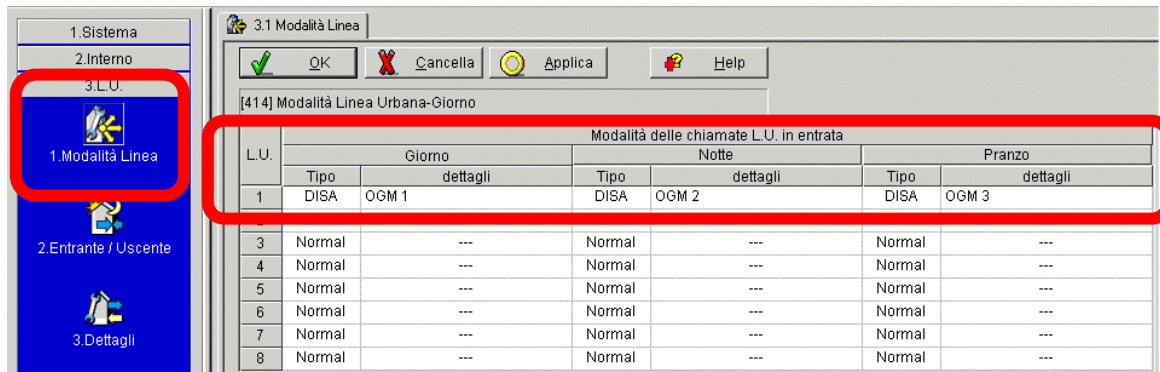 1.Sistema
2.Interno
3.L.U.
1.Modalità Linea
2.Entrante / Uscente
3.Dettagli
3.1 Modalità Linea
OK Cancella Applica Help
[414] Modalità Linea Urbana-Giorno
L.U. Modalità delle chiamate L.U. in entrata
Giorno Notte Pranzo
Tipo dettagli Tipo dettagli Tipo dettagli
1 DISA OGM 1 DISA OGM 2 DISA OGM 3
3 Normal --- Normal --- Normal ---
4 Normal --- Normal --- Normal ---
5 Normal --- Normal --- Normal ---
6 Normal --- Normal --- Normal ---
7 Normal --- Normal --- Normal ---
8 Normal --- Normal --- Normal ---